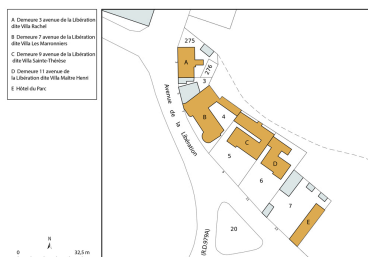 A Demeure 3 avenue de la Libération
dite Villa Rachel
B Demeure 7 avenue de la Libération
dite Villa Les Marronniers
C Demeure 9 avenue de la Libération
dite Villa Sainte-Thérèse
D Demeure 11 avenue de
la Libération dite Villa Maître Henri
E Hôtel du Parc
275
A
276
3
Avenue de la Libération
B
4
C
5
D
6
7
E
20
(R.D.979A)
N
0 32,5 m